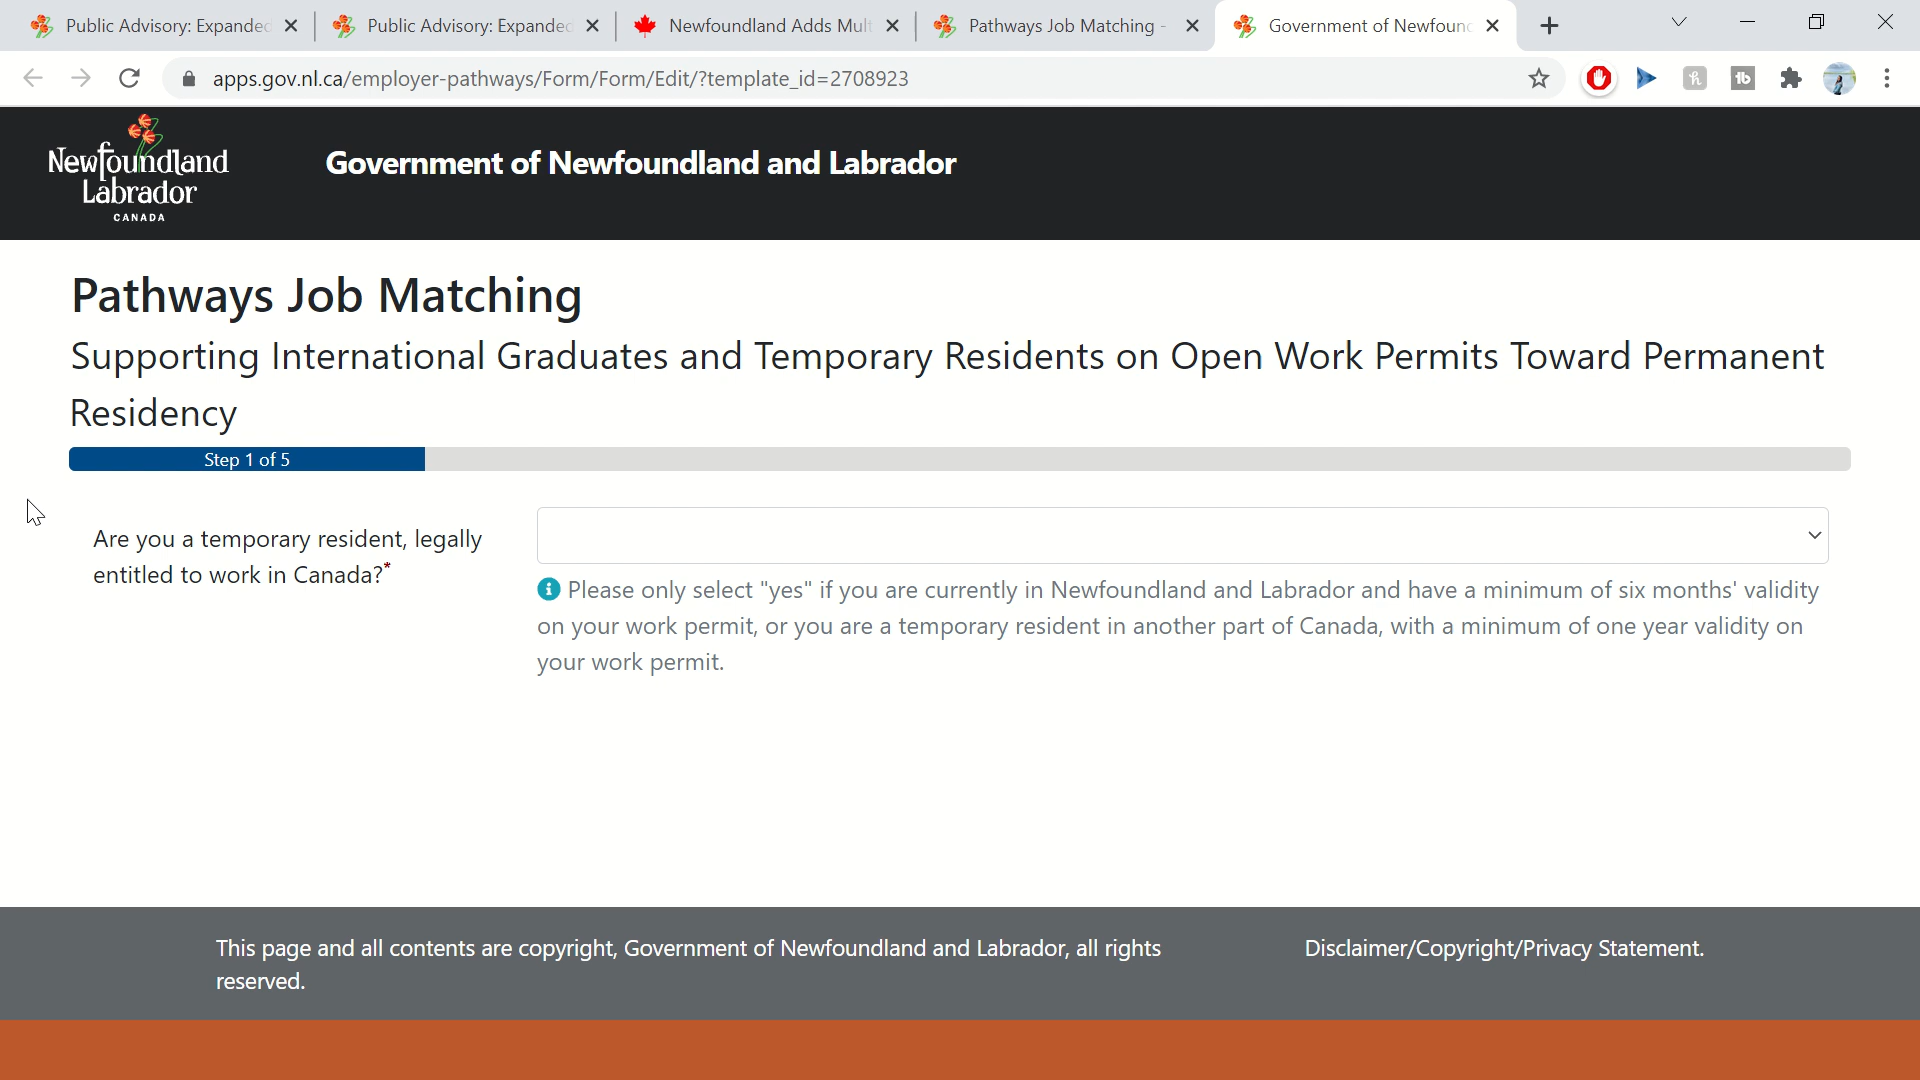 Public Advisory: Expanded
Public Advisory: Expanded
Newfoundland Adds Mult
Pathways Job Matching -
Government of Newfound
apps.gov.nl.ca/employer-pathways/Form/Form/Edit/?template_id=2708923
Newfoundland
Labrador
CANADA
Government of Newfoundland and Labrador
Pathways Job Matching
Supporting International Graduates and Temporary Residents on Open Work Permits Toward Permanent
Residency
Step 1 of 5
Are you a temporary resident, legally
entitled to work in Canada?*
Please only select "yes" if you are currently in Newfoundland and Labrador and have a minimum of six months' validity
on your work permit, or you are a temporary resident in another part of Canada, with a minimum of one year validity on
your work permit.
This page and all contents are copyright, Government of Newfoundland and Labrador, all rights
reserved.
Disclaimer/Copyright/Privacy Statement.